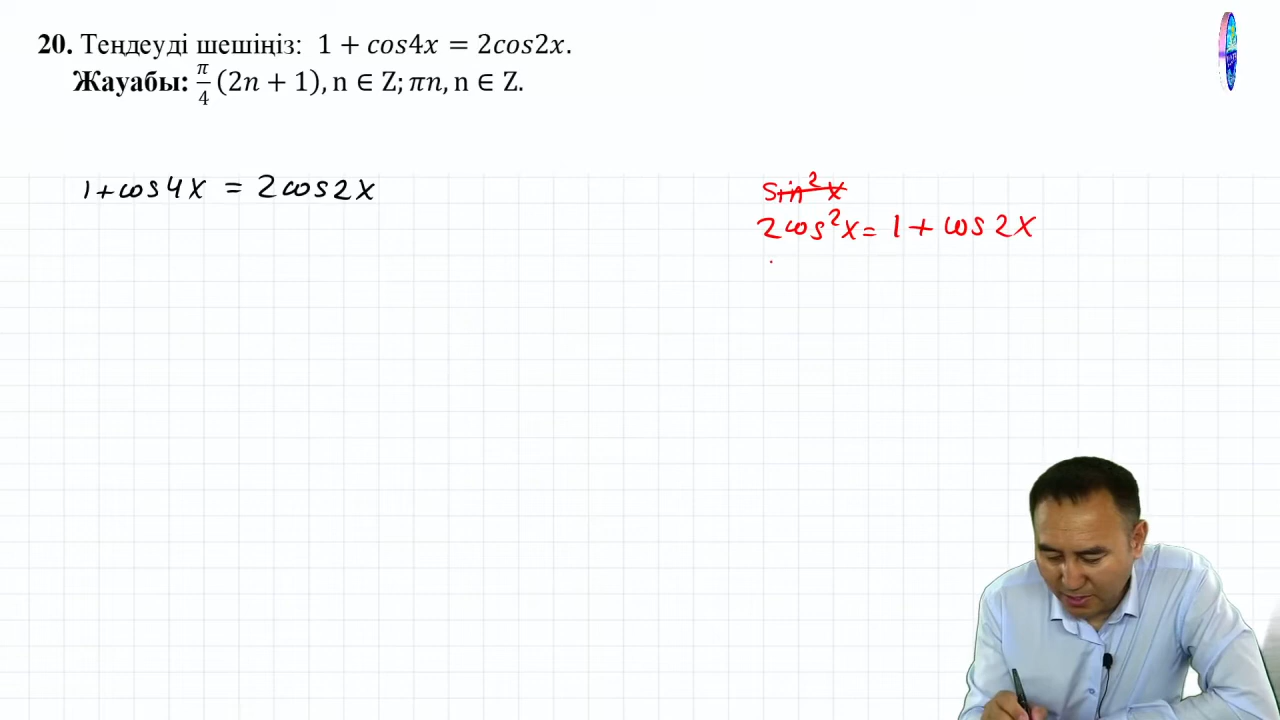 20. Теңдеуді шешіңіз: 1 + cos4x = 2cos2x.
Жауабы: π/4 (2n + 1), n ∈ Z; πn, n ∈ Z.
1+cos4x = 2cos2x
sin²x
2cos²x = 1 + cos2x